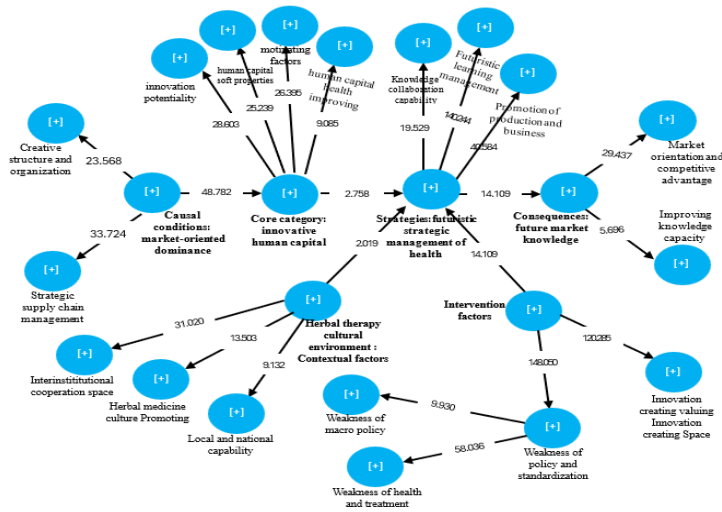 [+]
[+]
[+]
[+]
motivating
factors
human capital
soft properties
innovation
potentiality
human capital
health
improving
28.603
25.239
26.395
9.085
[+]
[+]
[+]
Knowledge
collaboration
capability
Futuristic
learning
management
Promotion of
production and
business
19.529
140.244
40.584
[+]
Creative
structure and
organization
23.568
[+]
Causal
conditions:
market-oriented
dominance
33.724
[+]
Strategic
supply chain
management
48.782
[+]
Core category:
innovative
human capital
2.758
[+]
Strategies: futuristic
strategic
management of
health
14.109
[+]
Consequences:
future market
knowledge
29.437
[+]
Market
orientation and
competitive
advantage
5.696
Improving
knowledge
capacity
[+]
2.019
14.109
[+]
Herbal therapy
cultural
environment :
Contextual factors
31.020
13.503
9.132
[+]
Interinstititutional
cooperation space
[+]
Herbal medicine
culture Promoting
[+]
Local and national
capability
Intervention
factors
[+]
148.050
120.285
[+]
Innovation
creating valuing
Innovation
creating Space
[+]
Weakness of
policy and
standardization
9.930
58.036
[+]
Weakness of
macro policy
[+]
Weakness of health
and treatment